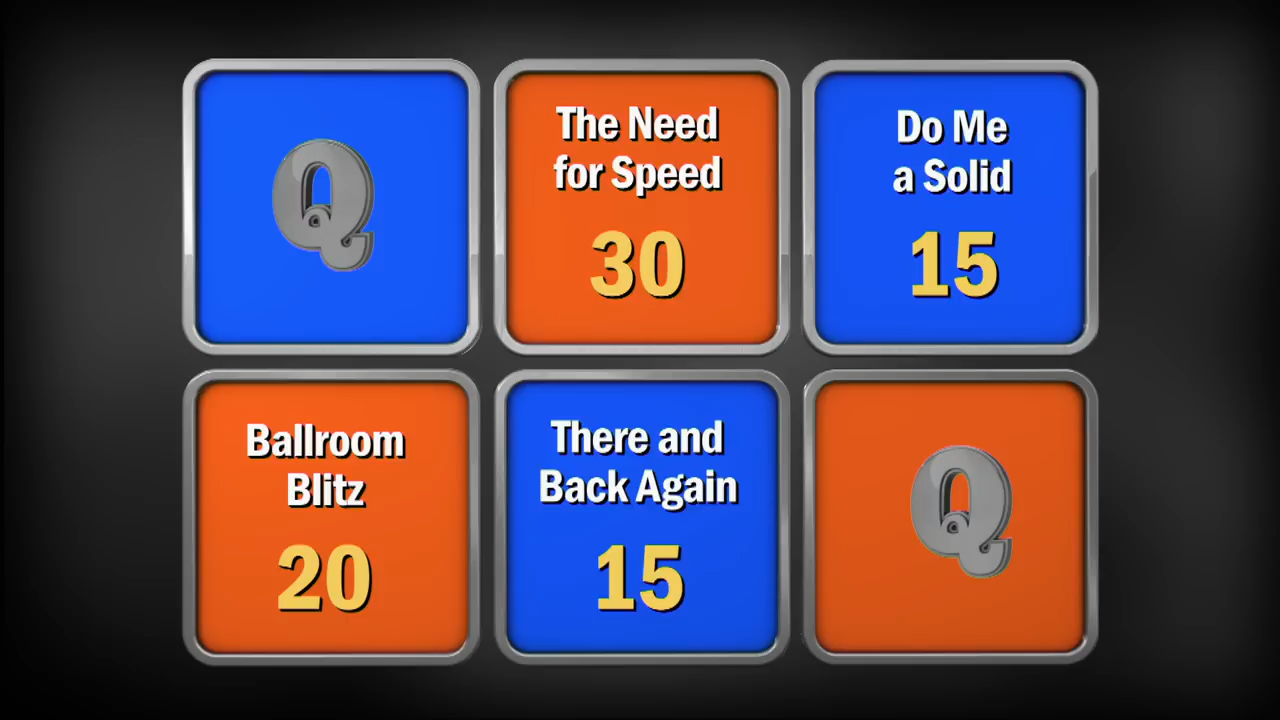 Q
The Need
for Speed
30
Do Me
a Solid
15
Ballroom
Blitz
20
There and
Back Again
15
Q